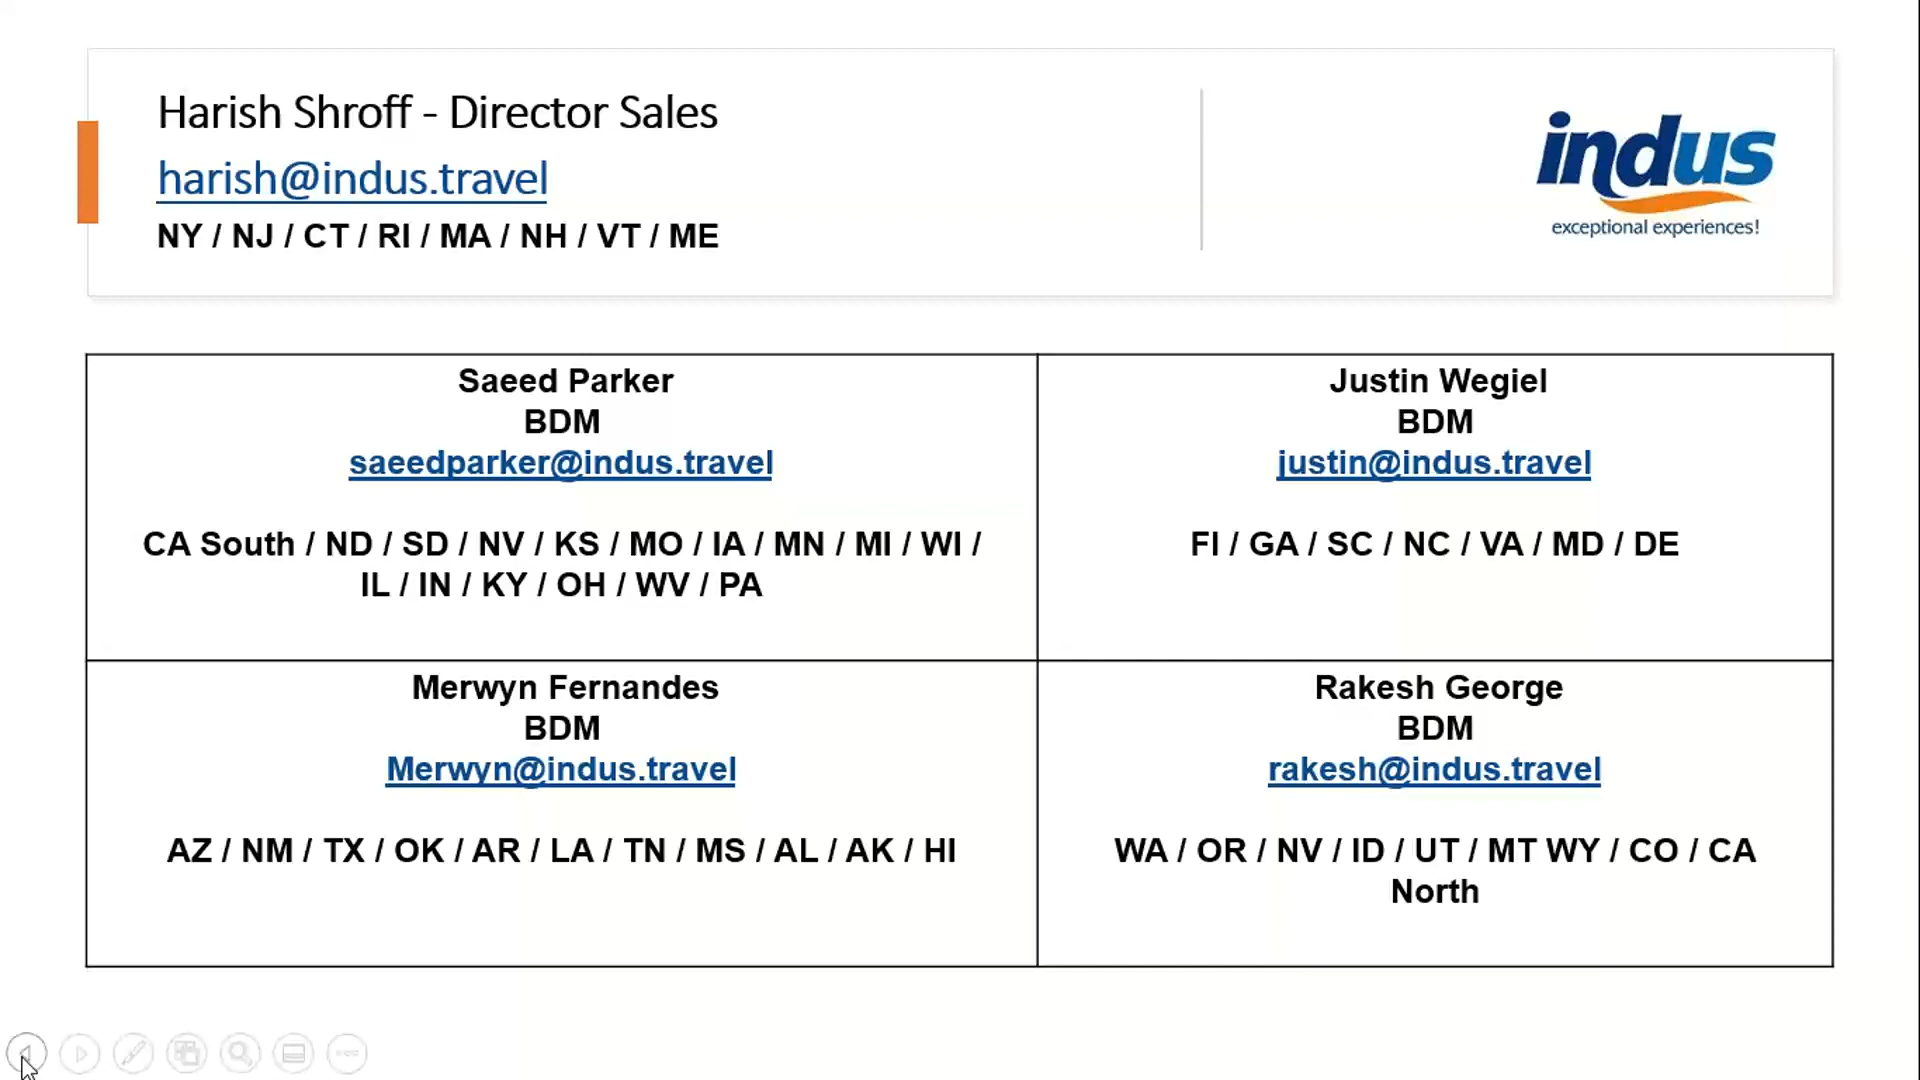 Harish Shroff - Director Sales
harish@indus.travel
NY / NJ / CT / RI / MA / NH / VT / ME
indus
exceptional experiences!
Saeed Parker
BDM
saeedparker@indus.travel
CA South / ND / SD / NV / KS / MO / IA / MN / MI / WI /
IL / IN / KY / OH / WV / PA
Justin Wegiel
BDM
justin@indus.travel
FI / GA / SC / NC / VA / MD / DE
Merwyn Fernandes
BDM
Merwyn@indus.travel
AZ / NM / TX / OK / AR / LA / TN / MS / AL / AK / HI
Rakesh George
BDM
rakesh@indus.travel
WA / OR / NV / ID / UT / MT WY / CO / CA
North